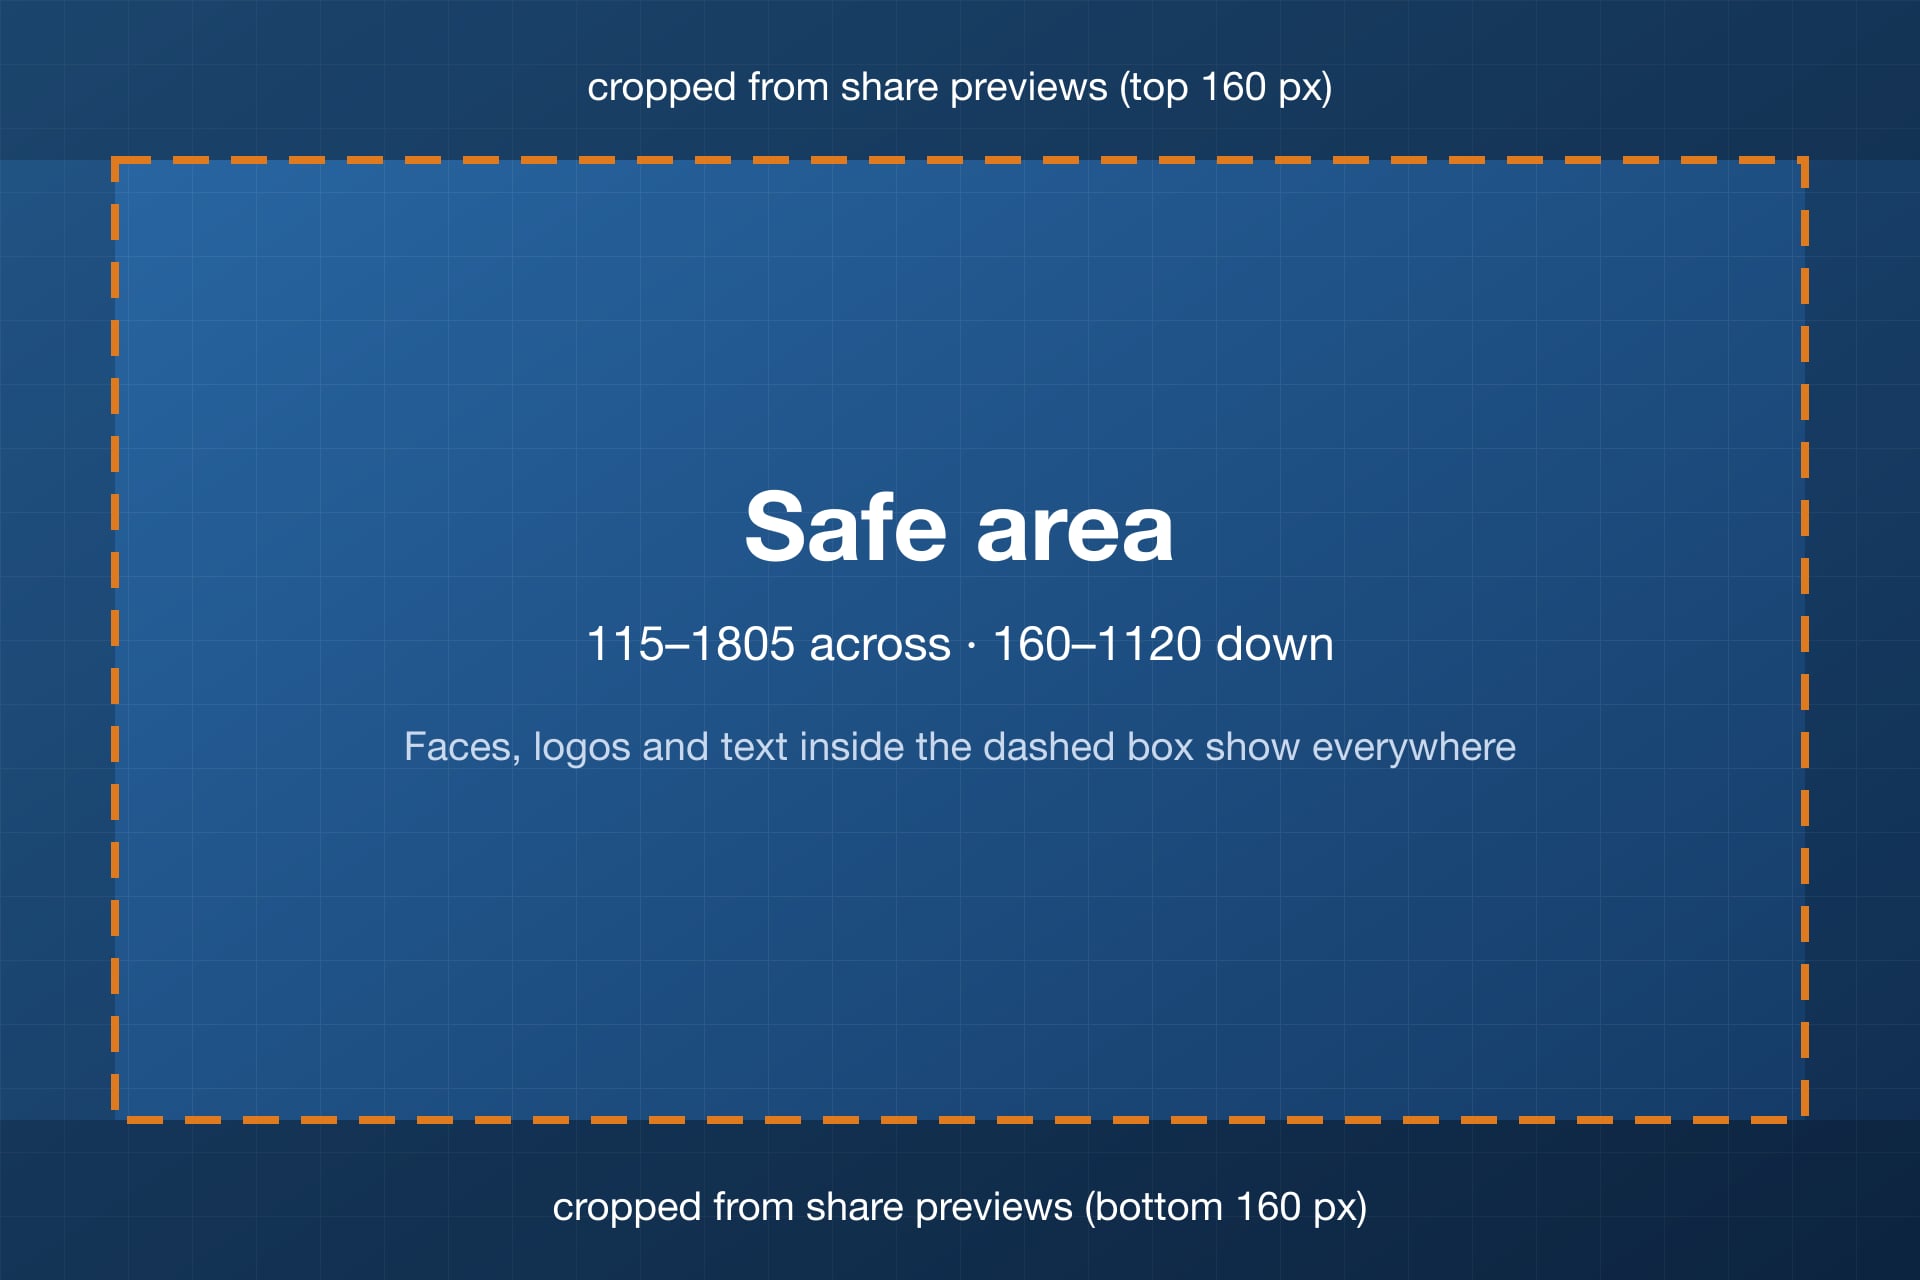 cropped from share previews (top 160 px)
Safe area
115–1805 across · 160–1120 down
Faces, logos and text inside the dashed box show everywhere
cropped from share previews (bottom 160 px)